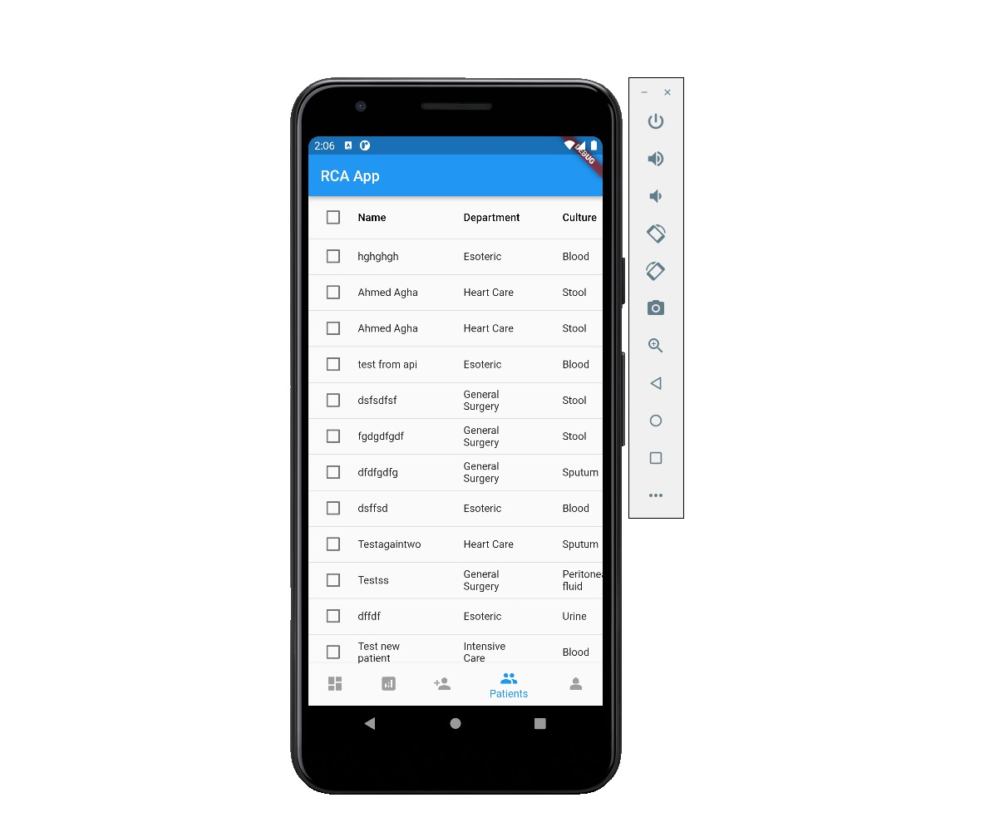 2:06
DEBUG
RCA App
Name Department Culture
hghghgh Esoteric Blood
Ahmed Agha Heart Care Stool
Ahmed Agha Heart Care Stool
test from api Esoteric Blood
dsfsdfsf General Surgery Stool
fgdgdfgdf General Surgery Stool
dfdfgdfg General Surgery Sputum
dsffsd Esoteric Blood
Testagaintwo Heart Care Sputum
Testss General Surgery Peritonea fluid
dffdf Esoteric Urine
Test new patient Intensive Care Blood
Patients